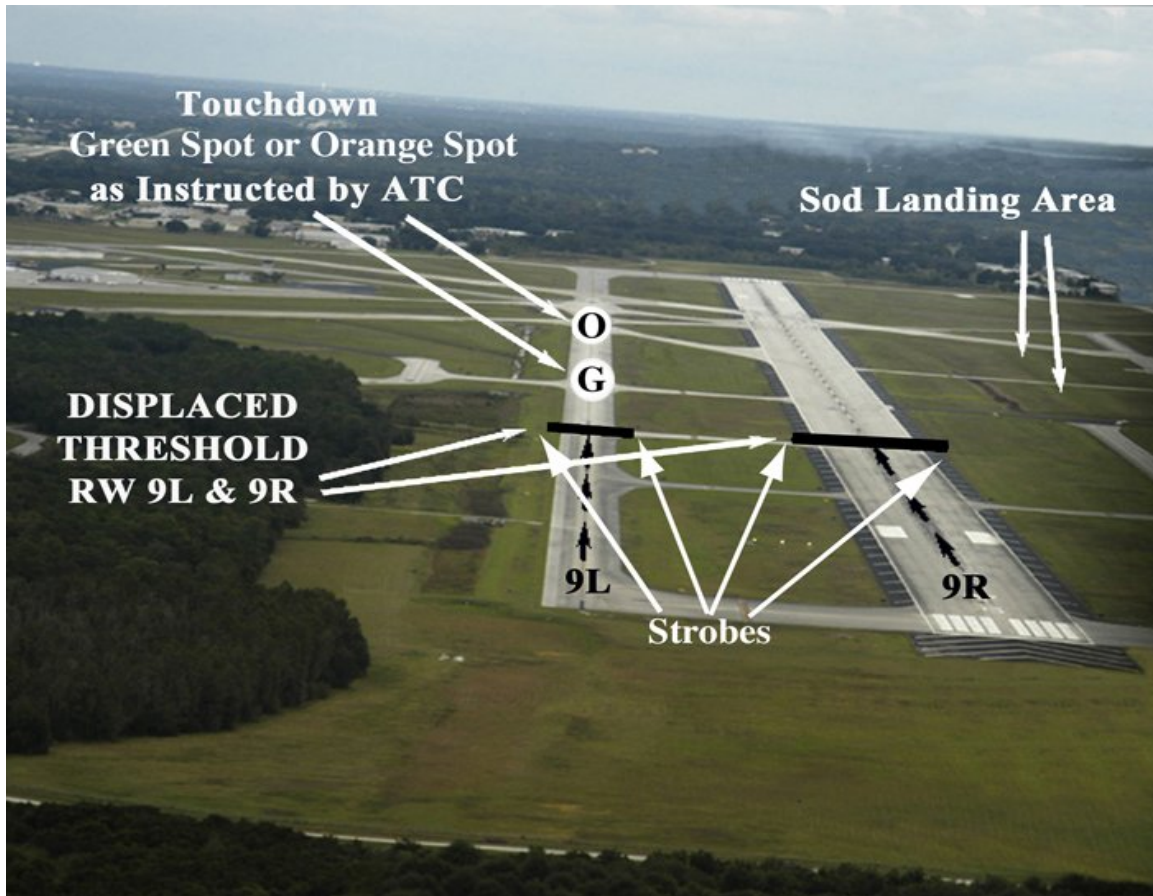 Touchdown
Green Spot or Orange Spot
as Instructed by ATC
Sod Landing Area
O
G
DISPLACED
THRESHOLD
RW 9L & 9R
9L
9R
Strobes